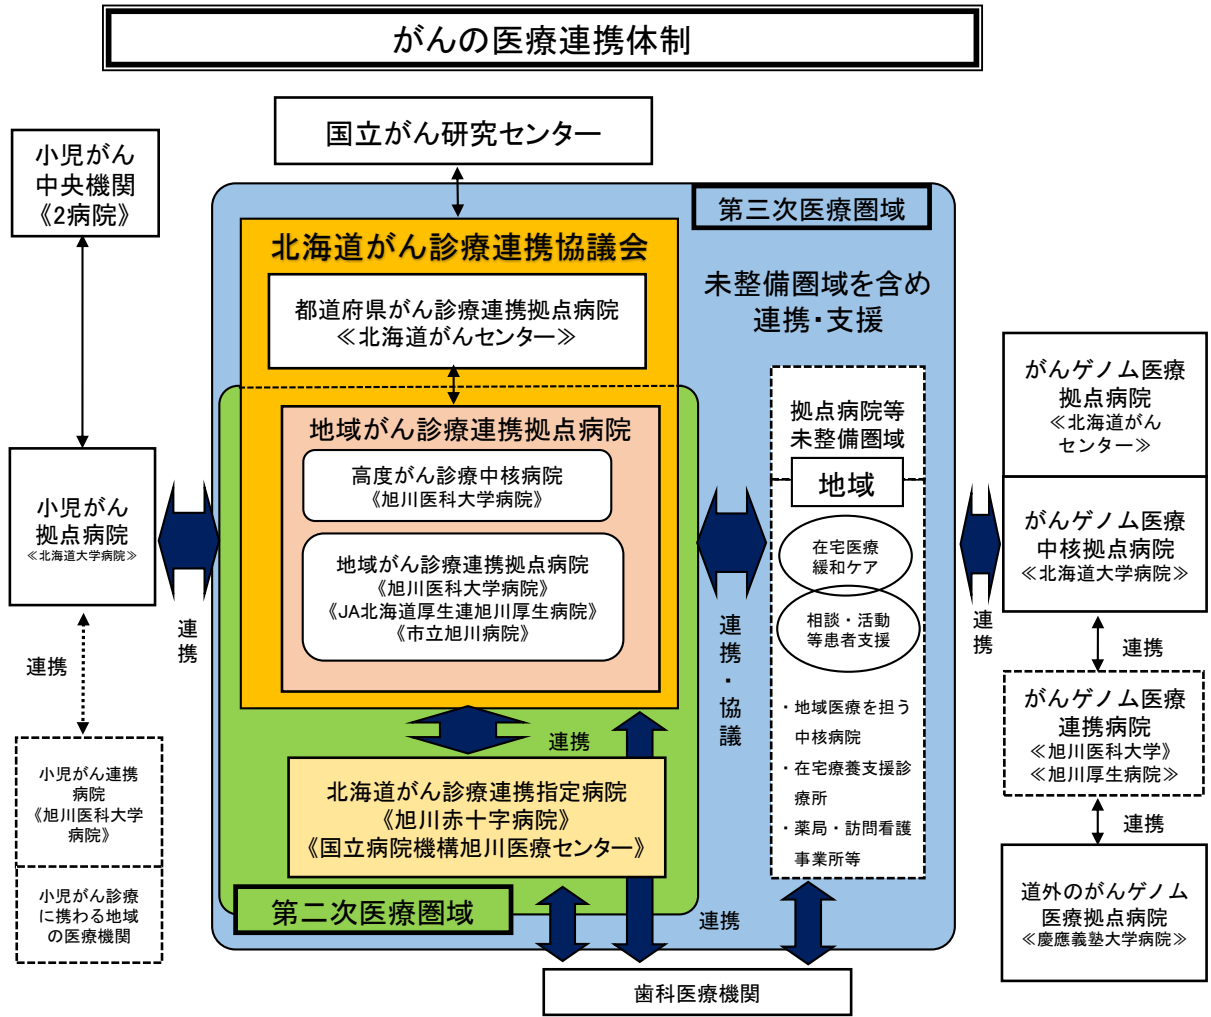 がんの医療連携体制
国立がん研究センター
小児がん
中央機関
《2病院》
第三次医療圏域
北海道がん診療連携協議会
未整備圏域を含め
連携・支援
都道府県がん診療連携拠点病院
≪北海道がんセンター≫
地域がん診療連携拠点病院
高度がん診療中核病院
《旭川医科大学病院》
地域がん診療連携拠点病院
《旭川医科大学病院》
《JA北海道厚生連旭川厚生病院》
《市立旭川病院》
拠点病院等
未整備圏域
地域
在宅医療
緩和ケア
相談・活動
等患者支援
・地域医療を担う
中核病院
・在宅療養支援診
療所
・薬局・訪問看護
事業所等
がんゲノム医療
拠点病院
≪北海道がん
センター≫
がんゲノム医療
中核拠点病院
≪北海道大学病院≫
連携
がんゲノム医療
連携病院
≪旭川医科大学》
≪旭川厚生病院≫
連携
道外のがんゲノム
医療拠点病院
≪慶應義塾大学病院≫
小児がん
拠点病院
≪北海道大学病院≫
連携
連携
連携・協議
連携
小児がん連携
病院
《旭川医科大学
病院》
小児がん診療
に携わる地域
の医療機関
連携
北海道がん診療連携指定病院
《旭川赤十字病院》
《国立病院機構旭川医療センター》
第二次医療圏域
連携
歯科医療機関